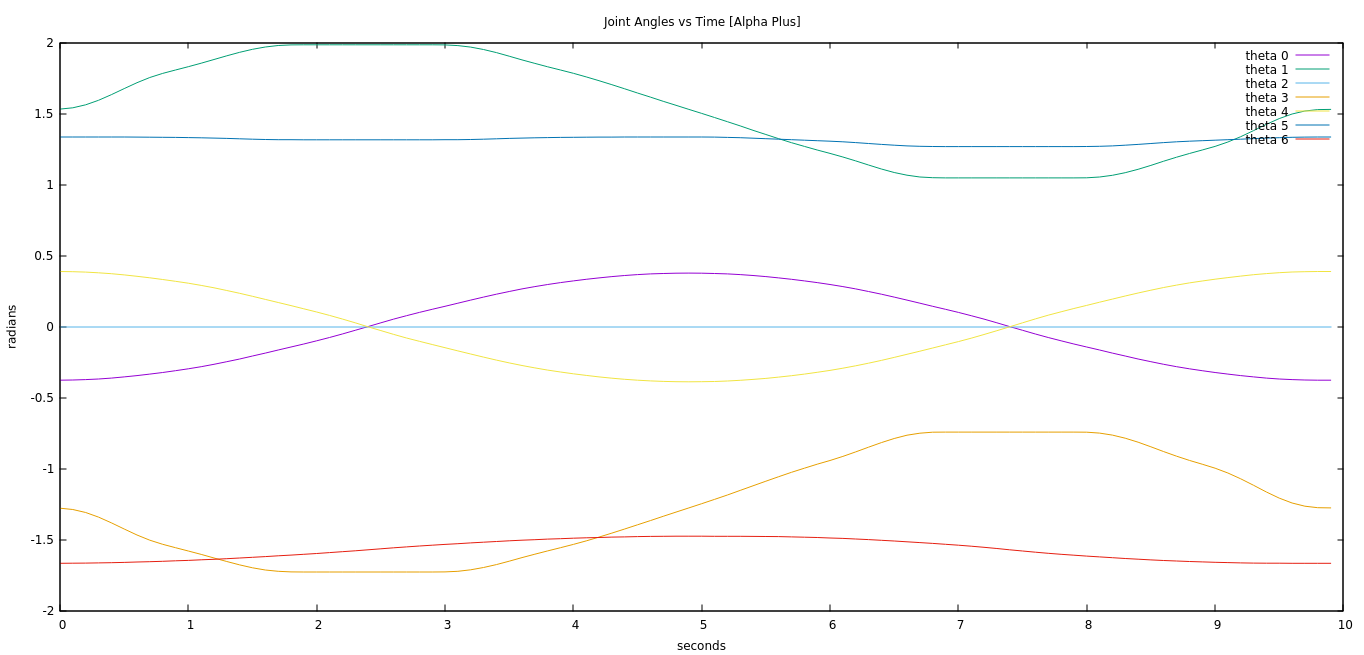 Joint Angles vs Time [Alpha Plus]
2
1.5
1
0.5
0
-0.5
-1
-1.5
-2
radians
theta 0
theta 1
theta 2
theta 3
theta 4
theta 5
theta 6
0 1 2 3 4 5 6 7 8 9 10
seconds